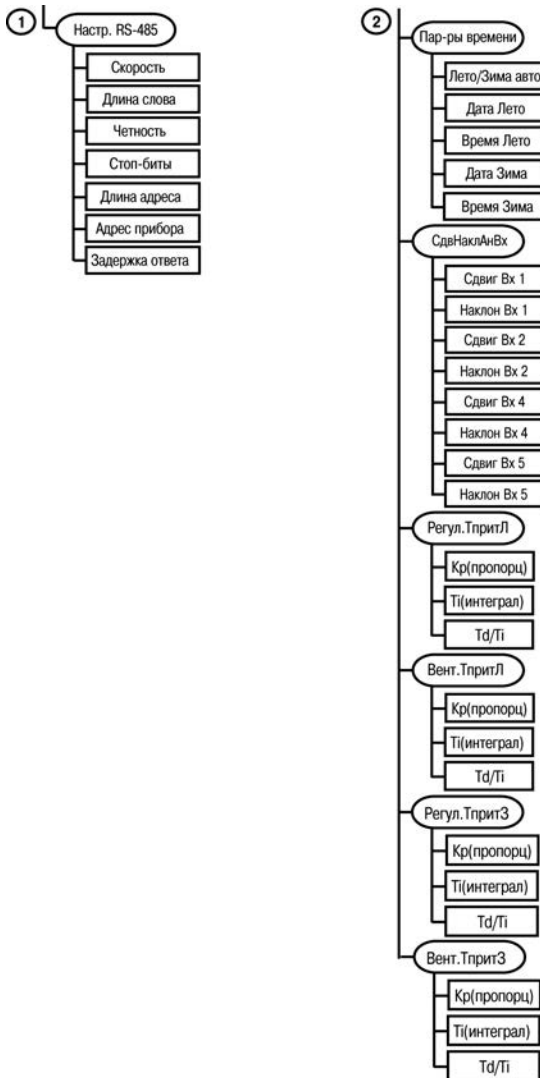 1
Настр. RS-485
Скорость
Длина слова
Четность
Стоп-биты
Длина адреса
Адрес прибора
Задержка ответа
2
Пар-ры времени
Лето/Зима авто
Дата Лето
Время Лето
Дата Зима
Время Зима
СдвНаклАнВх
Сдвиг Вх 1
Наклон Вх 1
Сдвиг Вх 2
Наклон Вх 2
Сдвиг Вх 4
Наклон Вх 4
Сдвиг Вх 5
Наклон Вх 5
Регул.ТпритЛ
Кр(пропорц)
Ti(интеграл)
Td/Ti
Вент.ТпритЛ
Кр(пропорц)
Ti(интеграл)
Td/Ti
Регул.ТпритЗ
Кр(пропорц)
Ti(интеграл)
Td/Ti
Вент.ТпритЗ
Кр(пропорц)
Ti(интеграл)
Td/Ti